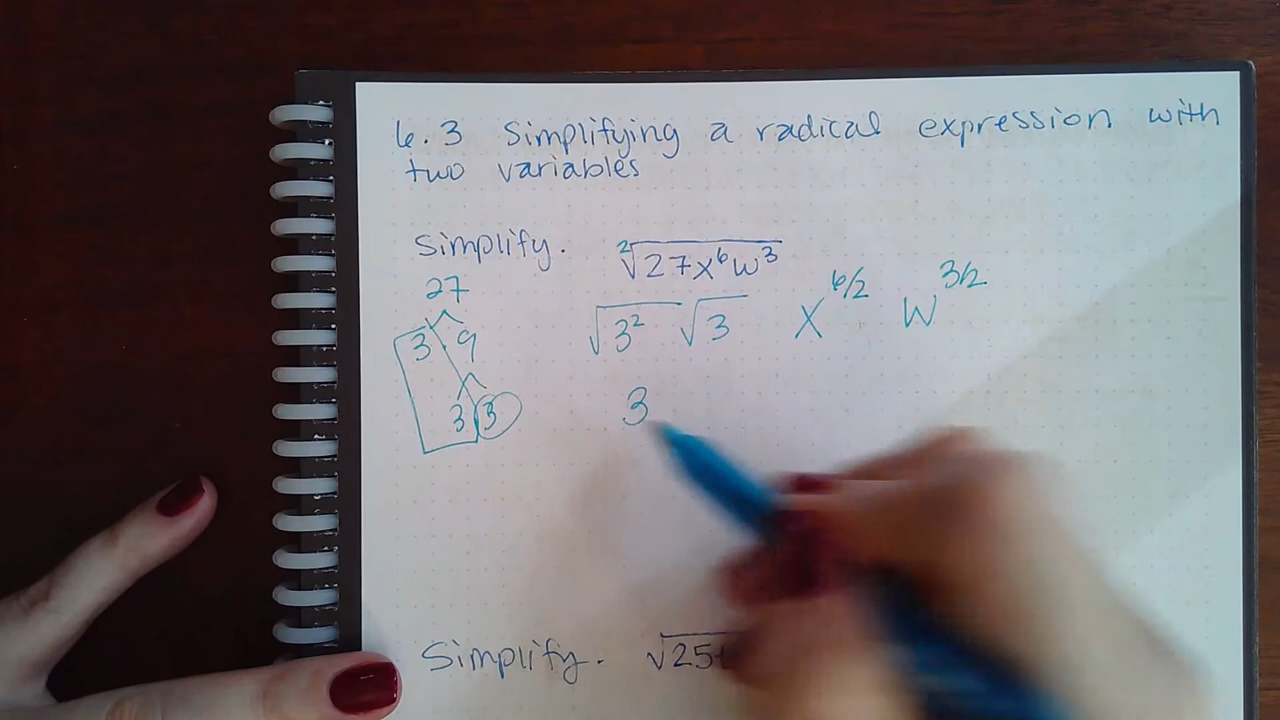 6.3 Simplifying a radical expression with
two variables
Simplify. ²√27x⁶w³
27
3 9
3 3
√3² √3 x^6/2 w^3/2
3
Simplify. √25